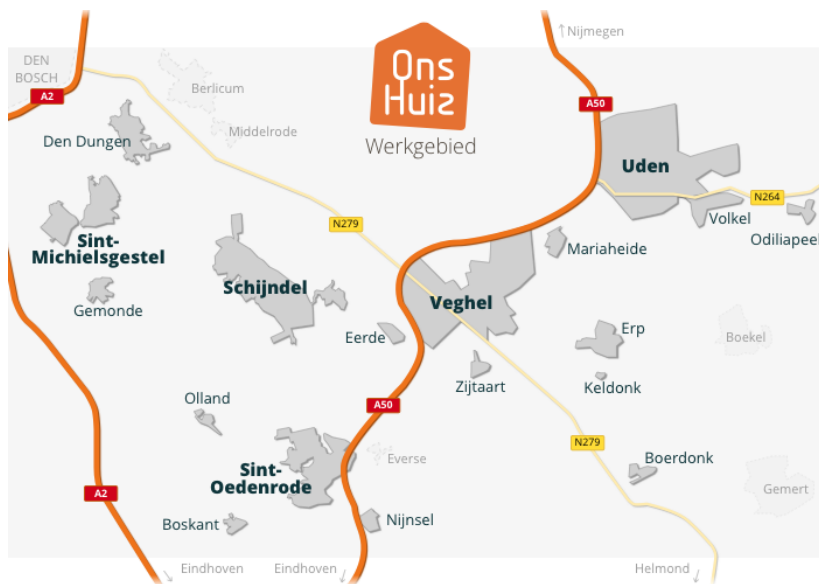 Nijmegen
DEN
BOSCH
Ons
Huiz
Berlicum
A2
A50
Middelrode
Den Dungen
Werkgebied
Uden
N264
Volkel
N279
Odiliapeel
Sint-
Michielsgestel
Mariaheide
Schijndel
Veghel
Gemonde
Eerde
Erp
Boekel
Zijtaart
Keldonk
Olland
A50
N279
Everse
Boerdonk
Sint-
Oedenrode
A2
Gemert
Boskant
Nijnsel
Eindhoven
Eindhoven
Helmond